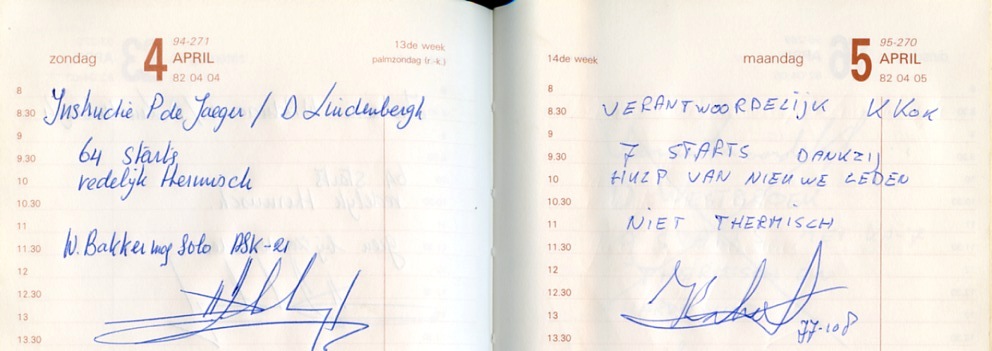 zondag 4 94-271 APRIL 82 04 04
13de week
palmzondag (r.-k.)
8
8.30 Instructie P de Jaeger / D Lindenbergh
9
9.30 64 starts
10 redelijk thermisch
10.30
11
11.30 W. Bakker mag solo ASK-21
12
12.30
13
13.30
14de week
maandag 5 95-270 APRIL 82 04 05
8
8.30 VERANTWOORDELIJK K KOK
9
9.30 7 STARTS DANKZIJ
10 HULP VAN NIEUWE LEDEN
10.30
11 NIET THERMISCH
11.30
12
12.30
13 77-108
13.30